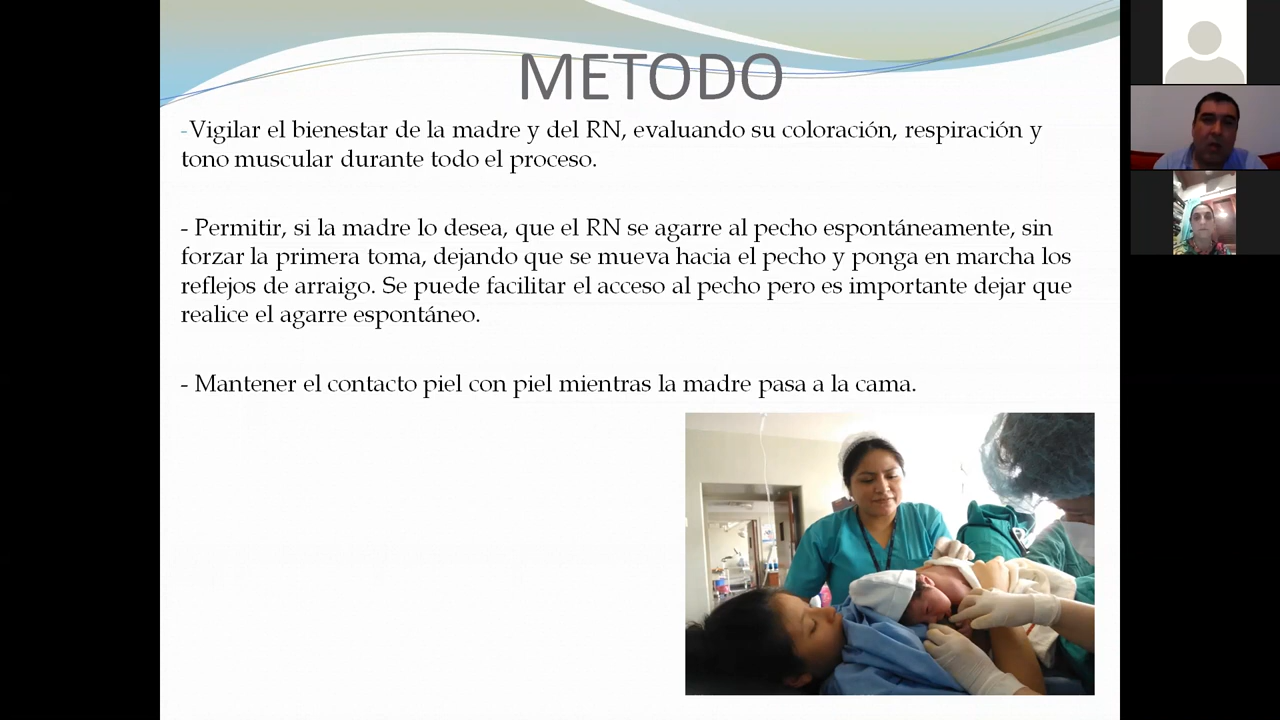 METODO
-Vigilar el bienestar de la madre y del RN, evaluando su coloración, respiración y
tono muscular durante todo el proceso.
- Permitir, si la madre lo desea, que el RN se agarre al pecho espontáneamente, sin
forzar la primera toma, dejando que se mueva hacia el pecho y ponga en marcha los
reflejos de arraigo. Se puede facilitar el acceso al pecho pero es importante dejar que
realice el agarre espontáneo.
- Mantener el contacto piel con piel mientras la madre pasa a la cama.